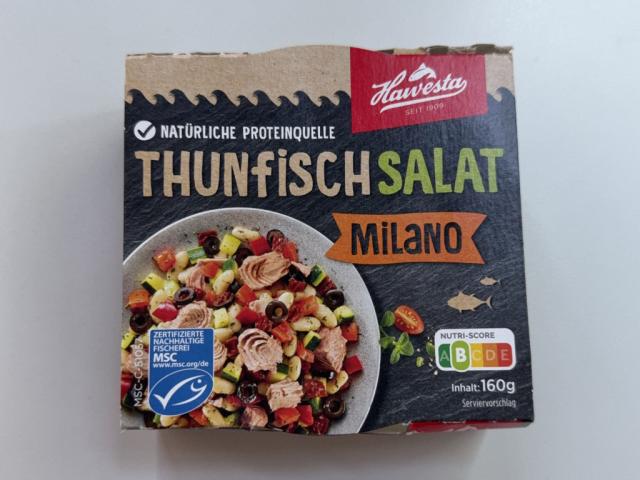 Hawesta
SEIT 1909
NATÜRLICHE PROTEINQUELLE
THUNfiSCH SALAT
MiLANO
ZERTIFIZIERTE
NACHHALTIGE
FISCHEREI
MSC
www.msc.org/de
NUTRI-SCORE
A B C D E
Inhalt: 160g
Serviervorschlag